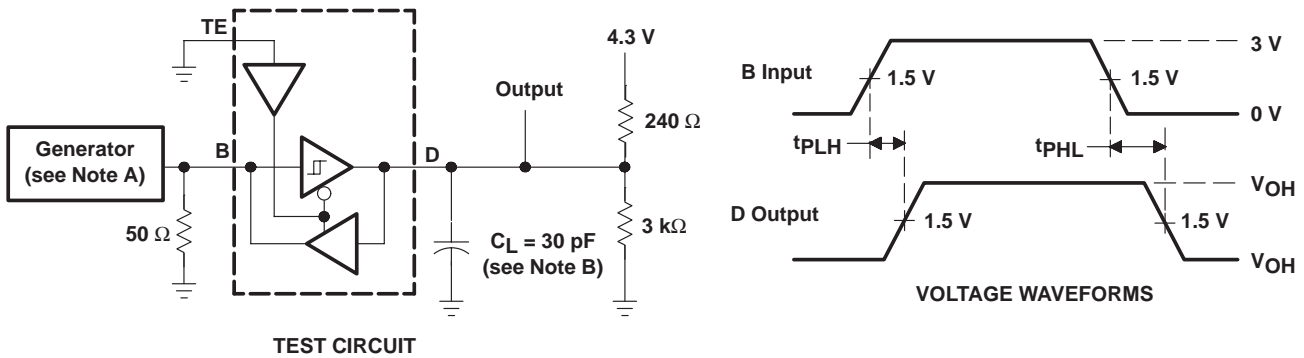 TE
4.3 V
Output
240 Ω
Generator
(see Note A)
B
D
50 Ω
3 kΩ
CL = 30 pF
(see Note B)
TEST CIRCUIT
3 V
B Input
1.5 V
1.5 V
0 V
tPLH
tPHL
VOH
D Output
1.5 V
1.5 V
VOH
VOLTAGE WAVEFORMS